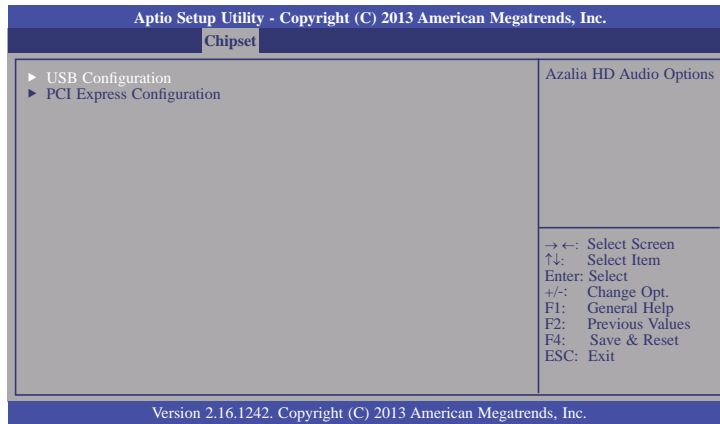 Aptio Setup Utility - Copyright (C) 2013 American Megatrends, Inc.
Chipset
► USB Configuration
► PCI Express Configuration
Azalia HD Audio Options
→←: Select Screen
↑↓: Select Item
Enter: Select
+/-: Change Opt.
F1: General Help
F2: Previous Values
F4: Save & Reset
ESC: Exit
Version 2.16.1242. Copyright (C) 2013 American Megatrends, Inc.